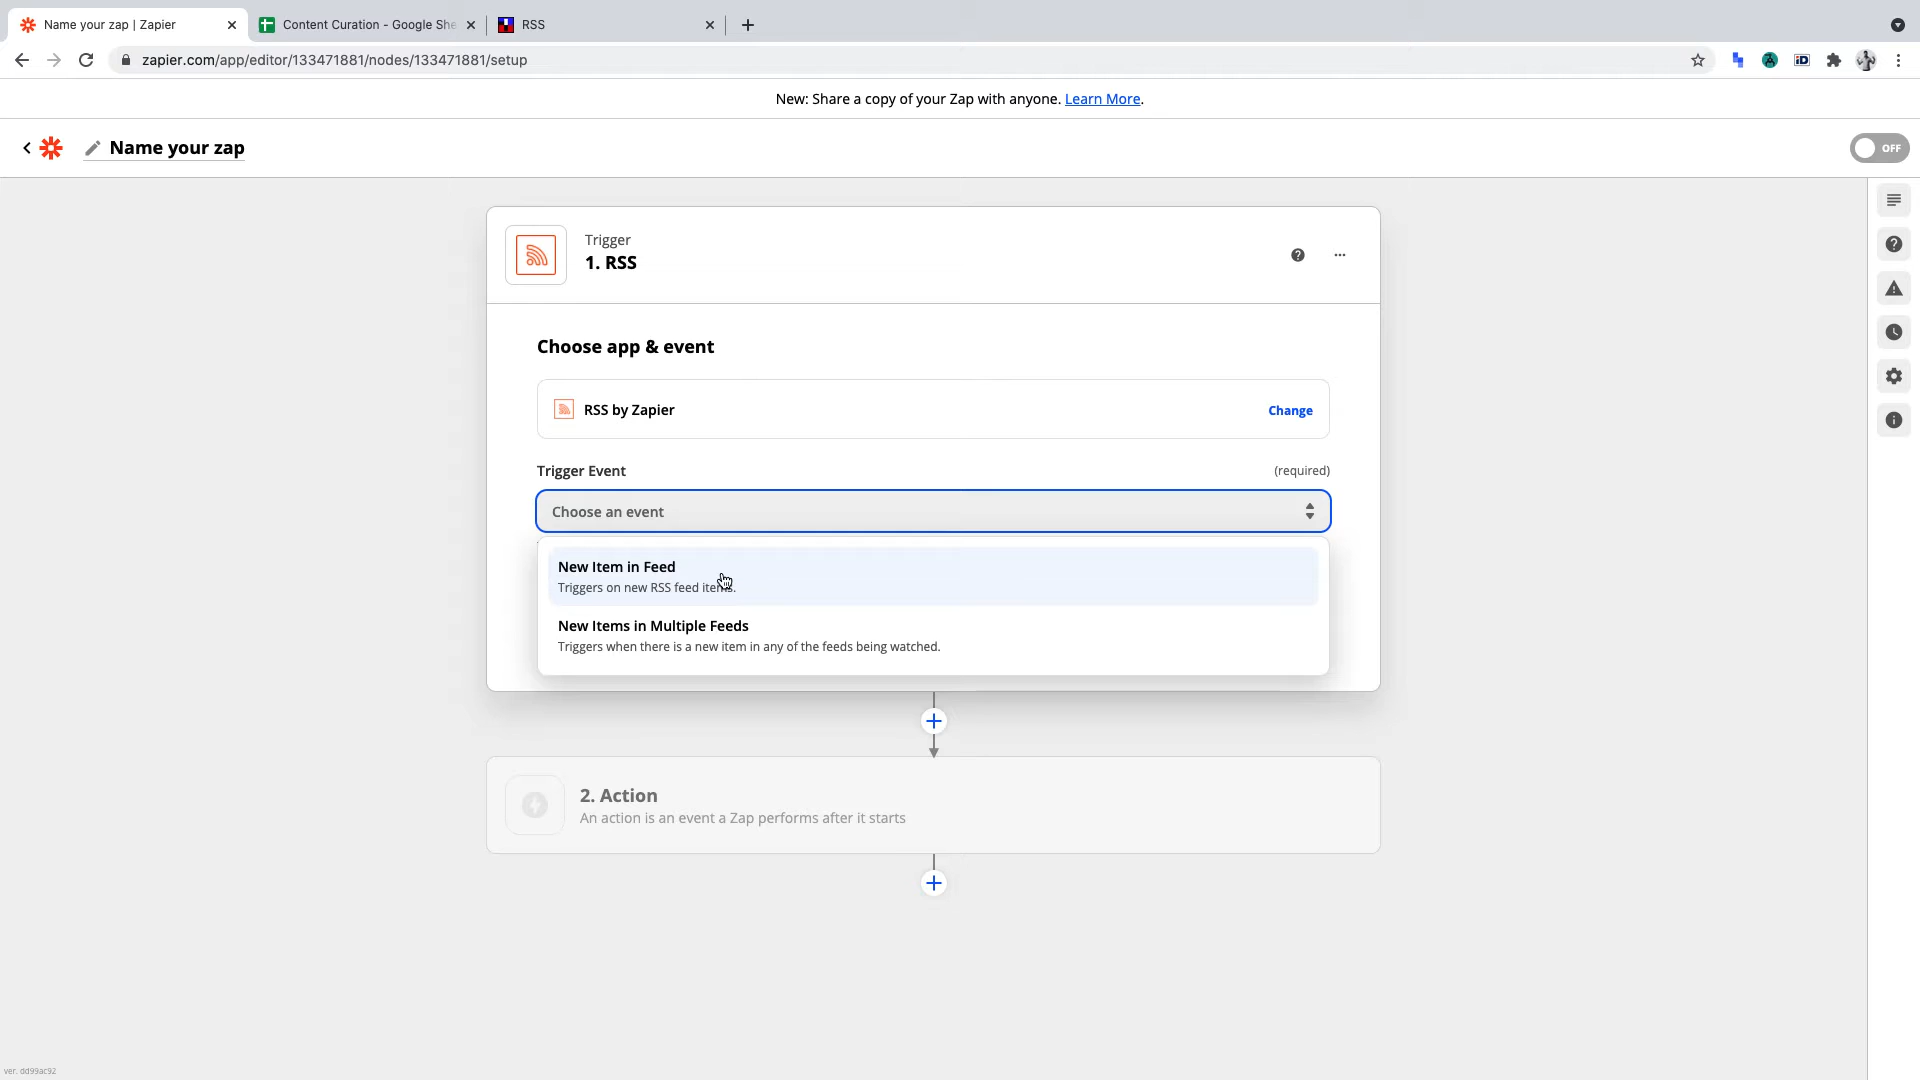 Name your zap | Zapier
Content Curation - Google She
RSS
zapier.com/app/editor/133471881/nodes/133471881/setup
iD
New: Share a copy of your Zap with anyone. Learn More.
Name your zap
OFF
Trigger
1. RSS
Choose app & event
RSS by Zapier
Change
Trigger Event
(required)
Choose an event
New Item in Feed
Triggers on new RSS feed items.
New Items in Multiple Feeds
Triggers when there is a new item in any of the feeds being watched.
2. Action
An action is an event a Zap performs after it starts
ver. dd99ac92